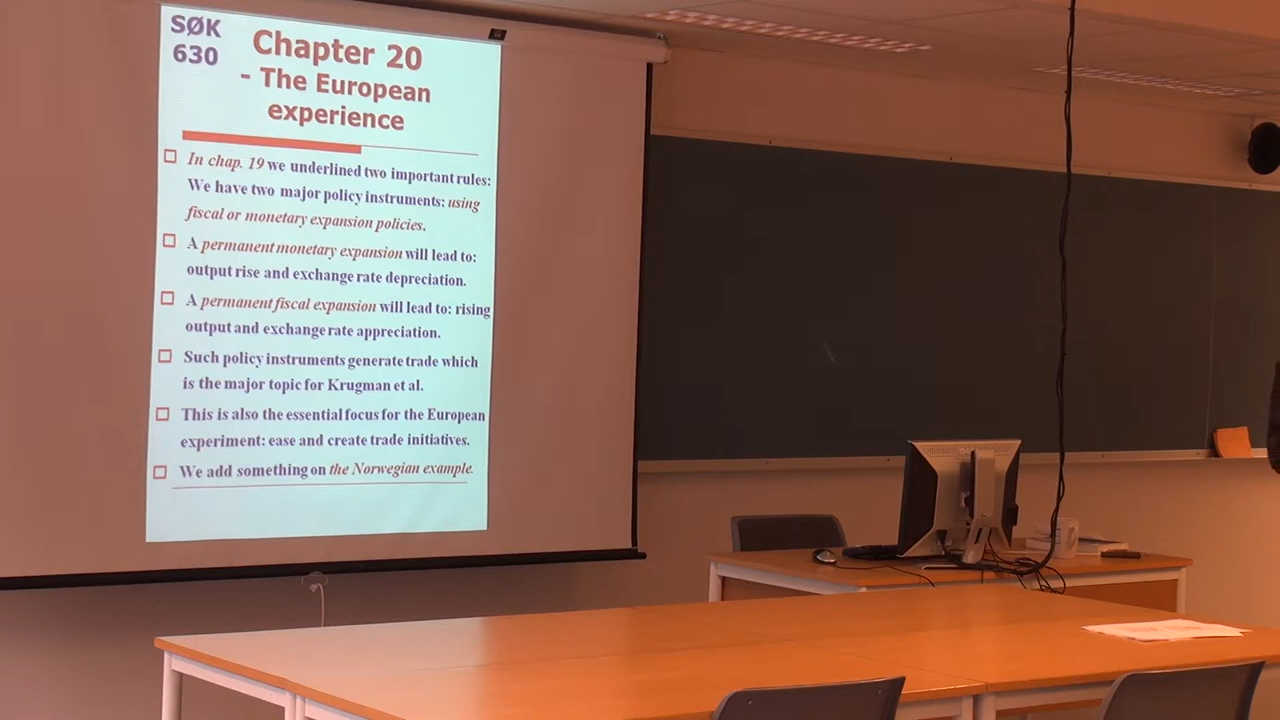 SØK
630
Chapter 20
- The European
experience
In chap. 19 we underlined two important rules:
We have two major policy instruments: using
fiscal or monetary expansion policies.
A permanent monetary expansion will lead to:
output rise and exchange rate depreciation.
A permanent fiscal expansion will lead to: rising
output and exchange rate appreciation.
Such policy instruments generate trade which
is the major topic for Krugman et al.
This is also the essential focus for the European
experiment: ease and create trade initiatives.
We add something on the Norwegian example.